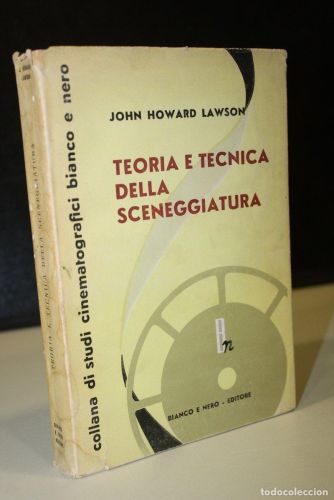 JOHN HOWARD LAWSON
TEORIA E TECNICA
DELLA
SCENEGGIATURA
n
BIANCO E NERO - EDITORE
collana di studi cinematografici bianco e nero
TEORIA E TECNICA DELLA SCENEGGIATURA
todocoleccion